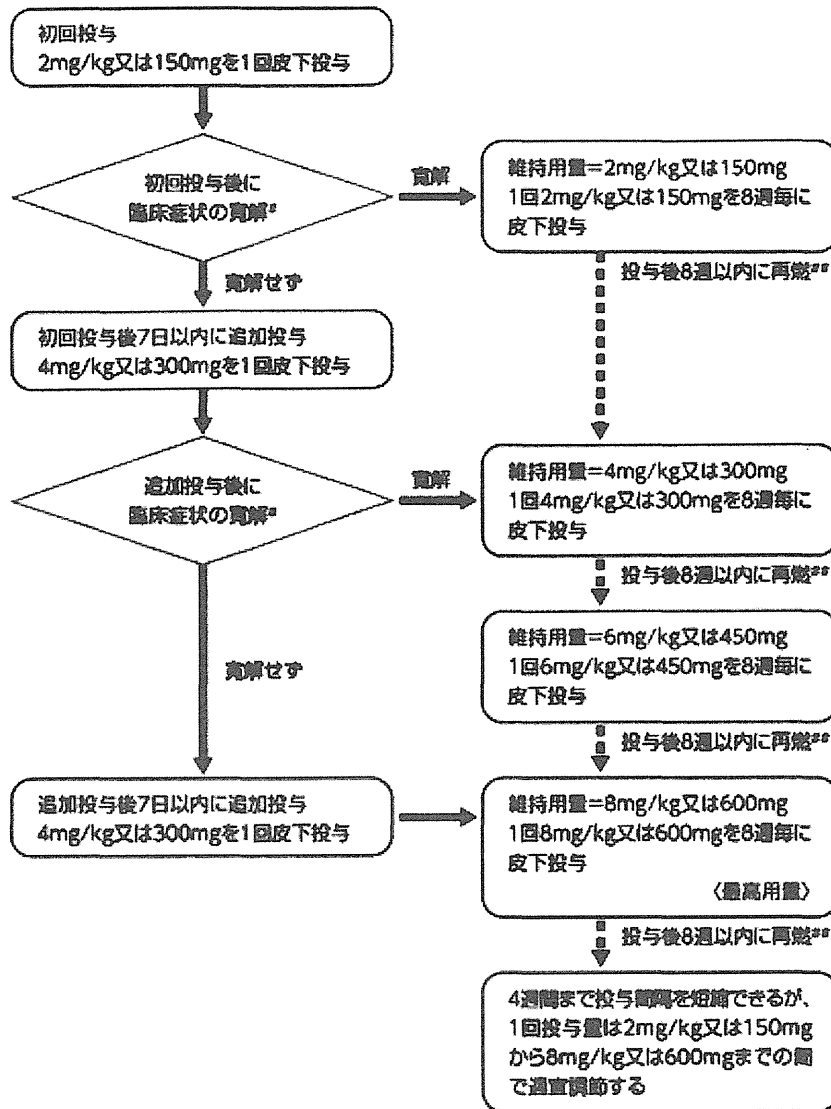 初回投与
2mg/kg又は150mgを1回皮下投与
初回投与後に
臨床症状の寛解#
寛解
維持用量=2mg/kg又は150mg
1回2mg/kg又は150mgを8週毎に
皮下投与
寛解せず
投与後8週以内に再燃##
初回投与後7日以内に追加投与
4mg/kg又は300mgを1回皮下投与
追加投与後に
臨床症状の寛解#
寛解
維持用量=4mg/kg又は300mg
1回4mg/kg又は300mgを8週毎に
皮下投与
投与後8週以内に再燃##
維持用量=6mg/kg又は450mg
1回6mg/kg又は450mgを8週毎に
皮下投与
寛解せず
投与後8週以内に再燃##
追加投与後7日以内に追加投与
4mg/kg又は300mgを1回皮下投与
維持用量=8mg/kg又は600mg
1回8mg/kg又は600mgを8週毎に
皮下投与
〈最高用量〉
投与後8週以内に再燃##
4週間まで投与間隔を短縮できるが、
1回投与量は2mg/kg又は150mg
から8mg/kg又は600mgまでの間
で適宜調節する